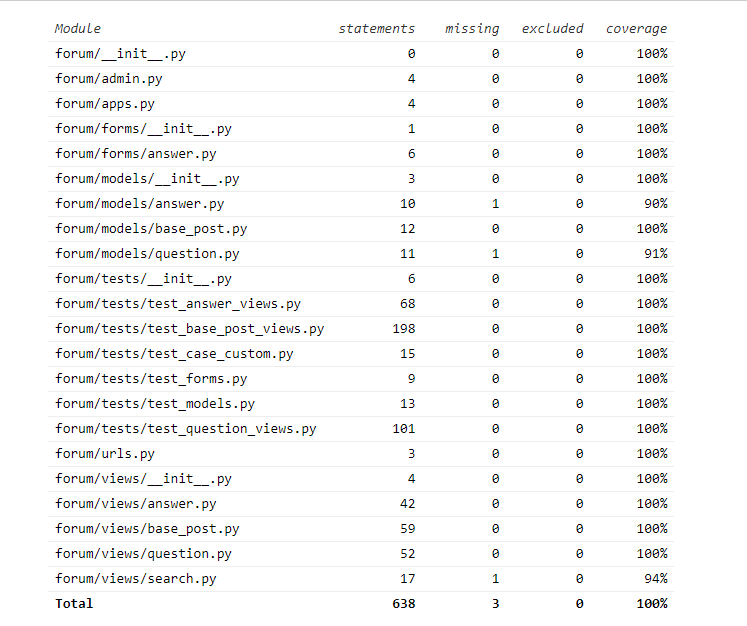 Module statements missing excluded coverage
forum/__init__.py 0 0 0 100%
forum/admin.py 4 0 0 100%
forum/apps.py 4 0 0 100%
forum/forms/__init__.py 1 0 0 100%
forum/forms/answer.py 6 0 0 100%
forum/models/__init__.py 3 0 0 100%
forum/models/answer.py 10 1 0 90%
forum/models/base_post.py 12 0 0 100%
forum/models/question.py 11 1 0 91%
forum/tests/__init__.py 6 0 0 100%
forum/tests/test_answer_views.py 68 0 0 100%
forum/tests/test_base_post_views.py 198 0 0 100%
forum/tests/test_case_custom.py 15 0 0 100%
forum/tests/test_forms.py 9 0 0 100%
forum/tests/test_models.py 13 0 0 100%
forum/tests/test_question_views.py 101 0 0 100%
forum/urls.py 3 0 0 100%
forum/views/__init__.py 4 0 0 100%
forum/views/answer.py 42 0 0 100%
forum/views/base_post.py 59 0 0 100%
forum/views/question.py 52 0 0 100%
forum/views/search.py 17 1 0 94%
Total 638 3 0 100%